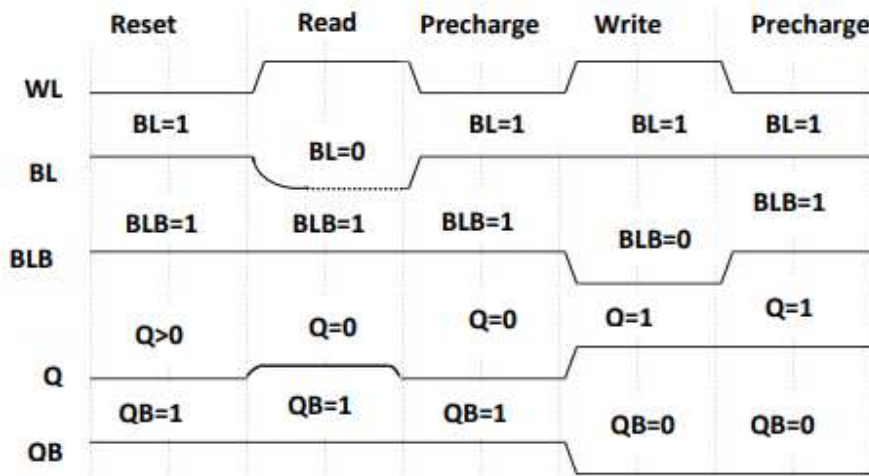 Reset Read Precharge Write Precharge
WL
BL=1 BL=0 BL=1 BL=1 BL=1
BL
BLB=1 BLB=1 BLB=1 BLB=0 BLB=1
BLB
Q>0 Q=0 Q=0 Q=1 Q=1
Q
QB=1 QB=1 QB=1 QB=0 QB=0
QB